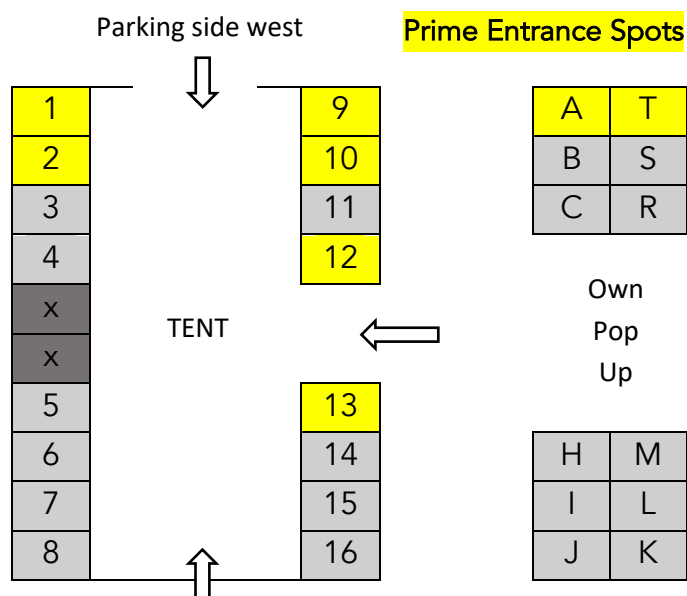 Parking side west
Prime Entrance Spots
1 9 A T
2 10 B S
3 11 C R
4 12
x
x
TENT
Own
Pop
Up
5 13
6 14 H M
7 15 I L
8 16 J K